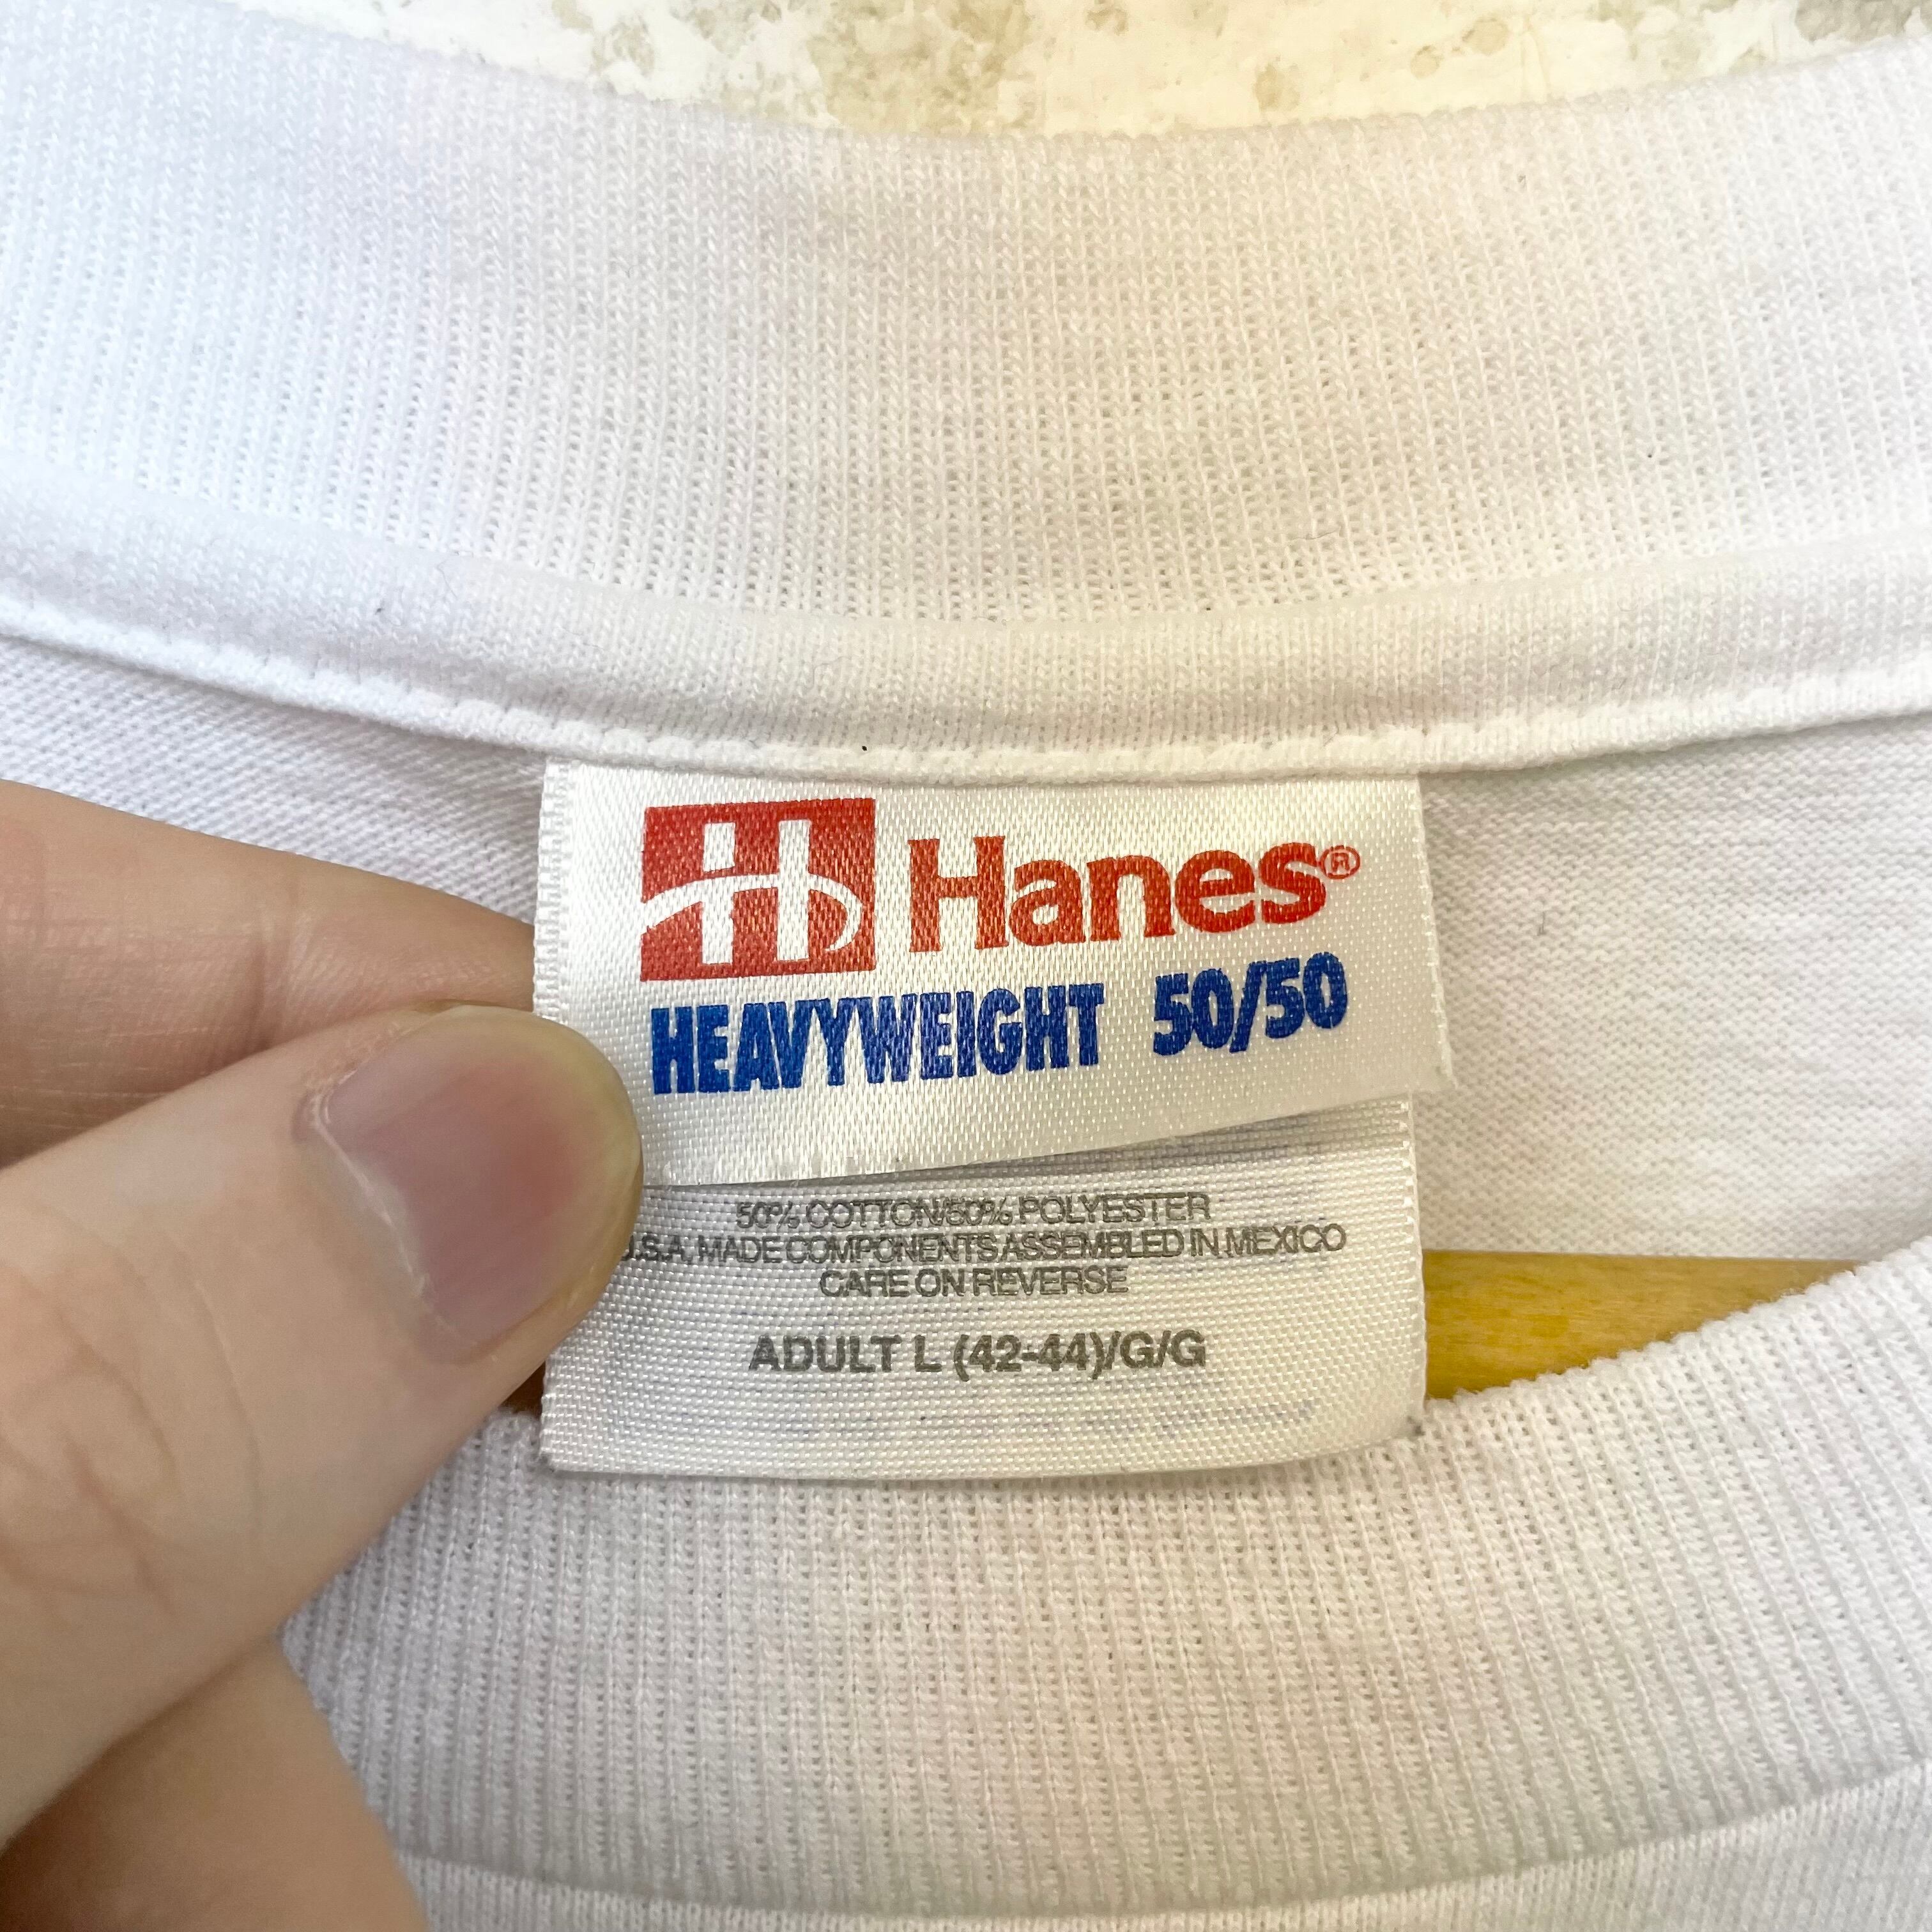 H Hanes®
HEAVYWEIGHT 50/50
50% COTTON/50% POLYESTER
U.S.A. MADE COMPONENTS ASSEMBLED IN MEXICO
CARE ON REVERSE
ADULT L (42-44)/G/G